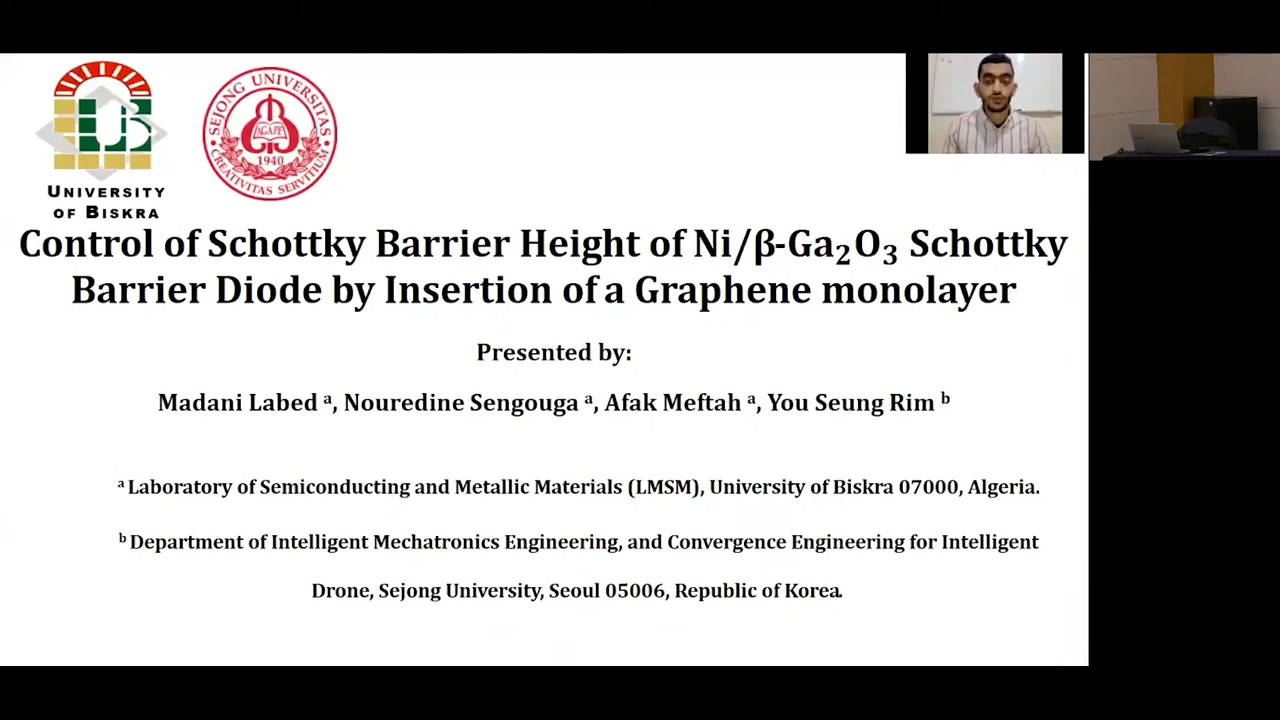 UNIVERSITY
OF BISKRA
SEJONG UNIVERSITAS
AGAPE
1940
CREATIVITAS SERVITIUM
Control of Schottky Barrier Height of Ni/β-Ga₂O₃ Schottky
Barrier Diode by Insertion of a Graphene monolayer
Presented by:
Madani Labed ᵃ, Nouredine Sengouga ᵃ, Afak Meftah ᵃ, You Seung Rim ᵇ
ᵃ Laboratory of Semiconducting and Metallic Materials (LMSM), University of Biskra 07000, Algeria.
ᵇ Department of Intelligent Mechatronics Engineering, and Convergence Engineering for Intelligent
Drone, Sejong University, Seoul 05006, Republic of Korea.